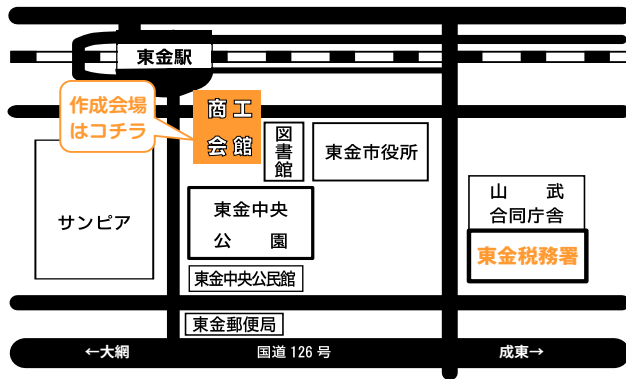 東金駅
作成会場
はコチラ
商工
会館
図書館
東金市役所
サンピア
東金中央
公園
山武
合同庁舎
東金税務署
東金中央公民館
東金郵便局
←大網
国道126号
成東→